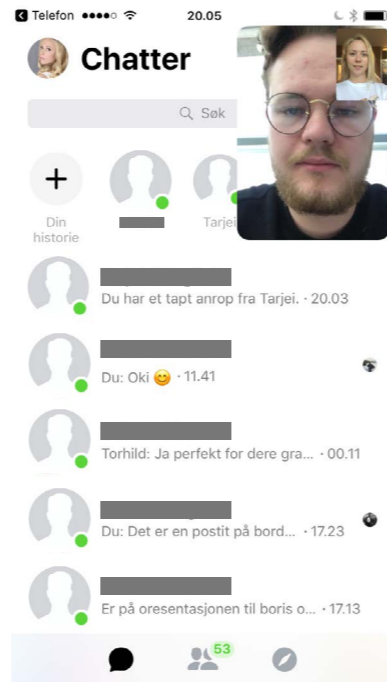 Telefon
20.05
Chatter
Søk
Din
historie
Tarjei
Du har et tapt anrop fra Tarjei. · 20.03
Du: Oki 😊 · 11.41
Torhild: Ja perfekt for dere gra... · 00.11
Du: Det er en postit på bord... · 17.23
Er på oresentasjonen til boris o... · 17.13
53